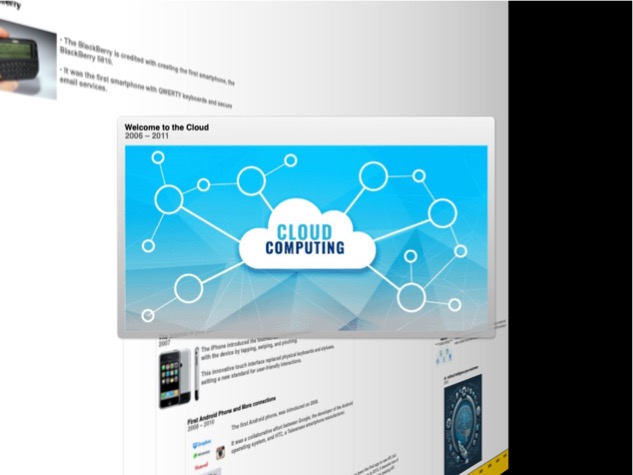 • The BlackBerry is credited with creating the first smartphone, the
BlackBerry 5810.
• It was the first smartphone with QWERTY keyboards and secure
email services.
Welcome to the Cloud
2006 – 2011
CLOUD
COMPUTING
2007
The iPhone introduced the
with the device by tapping, swiping, and pinching.
This innovative touch interface replaced physical keyboards and styluses,
setting a new standard for user-friendly interactions.
First Android Phone and More connections
2008 – 2010
The first Android phone, was introduced on 2008.
It was a collaborative effort between Google, the developer of the Android
operating system, and HTC, a Taiwanese smartphone manufacturer.
Dropbox